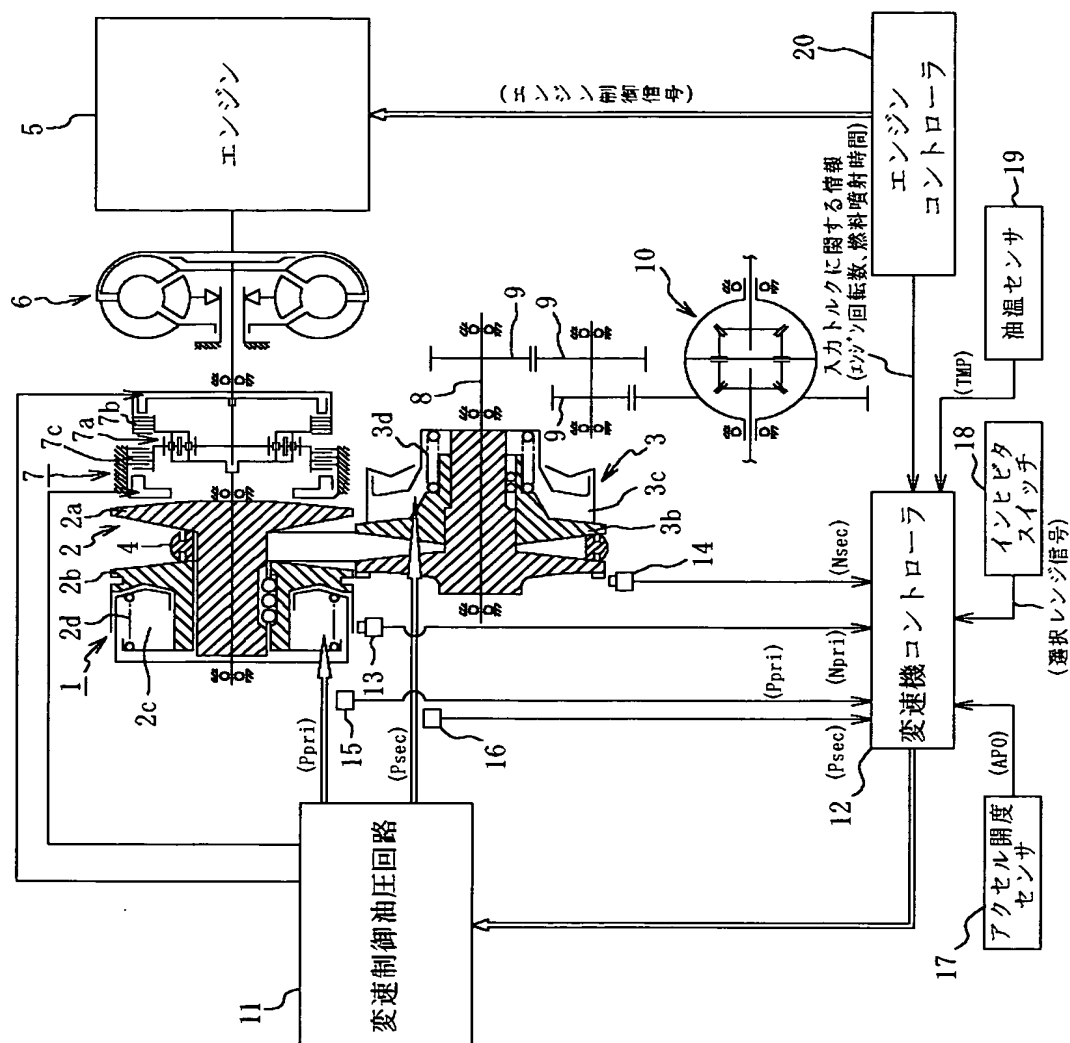 5
エンジン
6
(エンジン制御信号)
エンジン
コントローラ
20
入力トルクに関する情報
(エンジン回転数、燃料噴射時間)
油温センサ
19
(TMP)
インヒビタ
スイッチ
18
(選択レンジ信号)
変速機コントローラ
12
(APO)
アクセル開度
センサ
17
7
7c
7a
7b
2a
2
4
2b
2d
1
2c
3d
3
3c
3b
8
9
9
9
10
13
14
15
16
(Nsec)
(Npri)
(Ppri)
(Psec)
(Ppri)
(Psec)
変速制御油圧回路
11